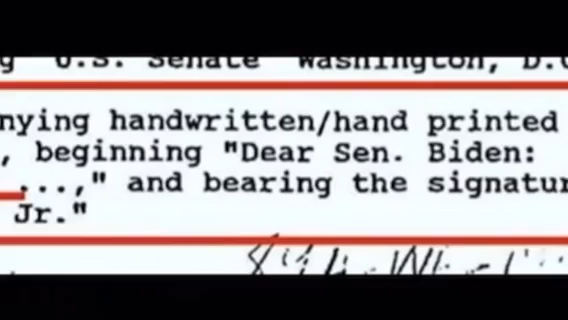 U.S. Senate Washington, D.C
nying handwritten/hand printed
, beginning "Dear Sen. Biden:
...," and bearing the signatur
Jr."